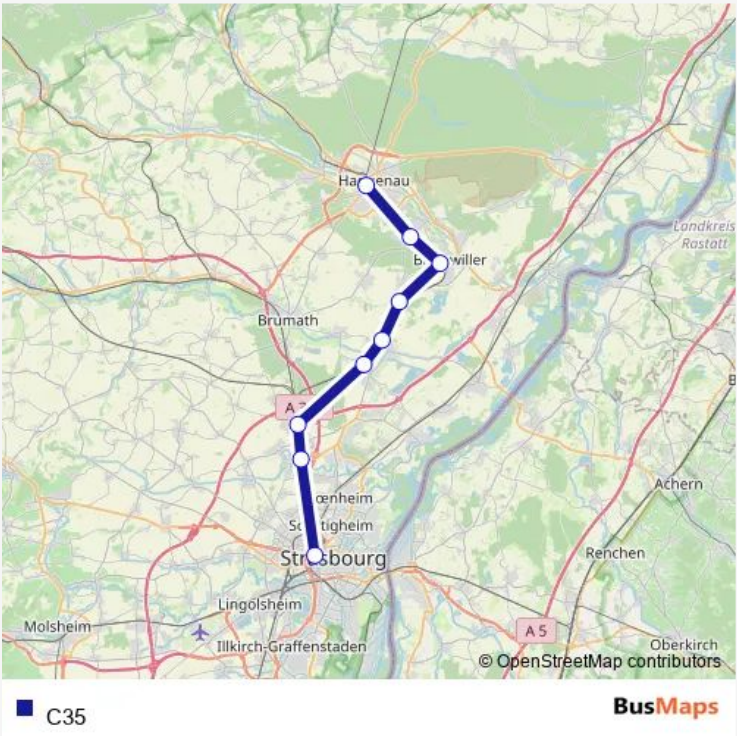 Landkreis
Rastatt
Brumath
Achern
Renchen
Lingolsheim
Molsheim
A 5
Illkirch-Graffenstaden
Oberkirch
© OpenStreetMap contributors
C35
BusMaps